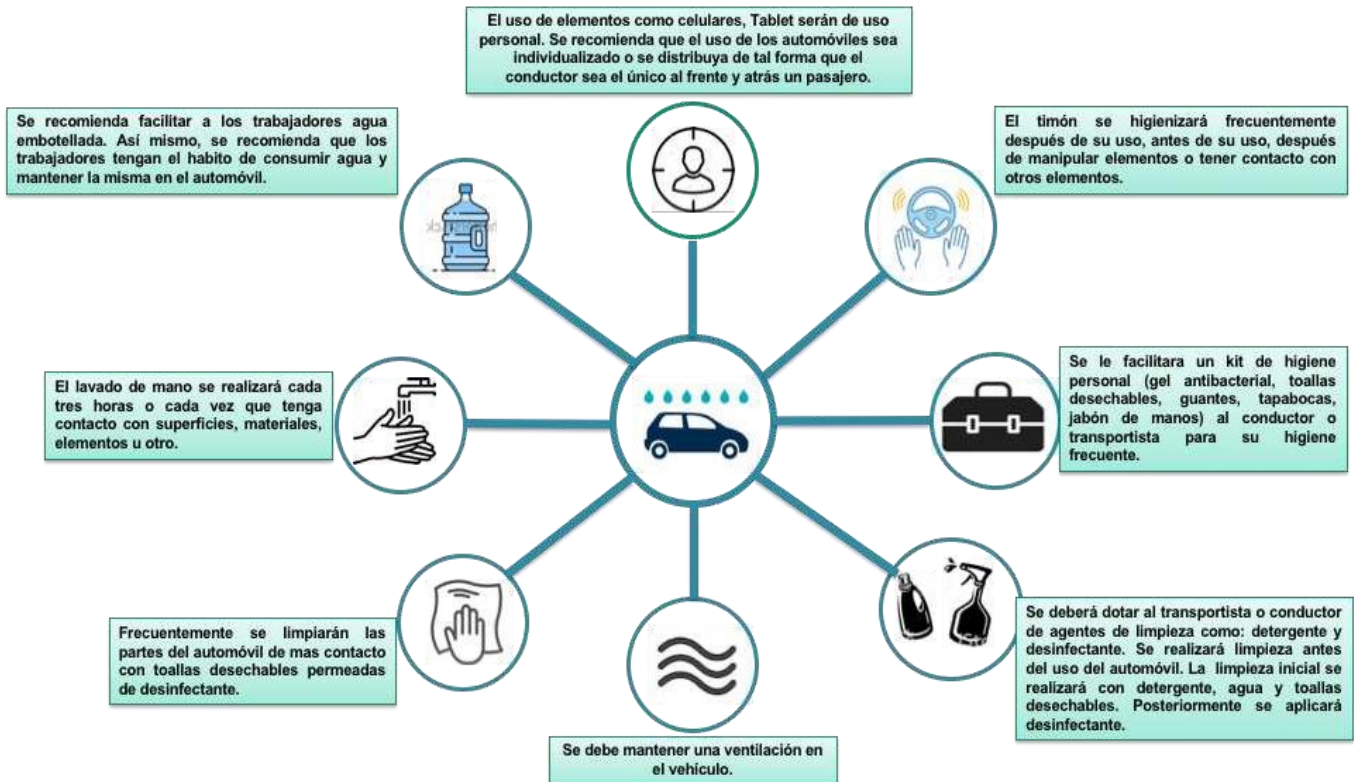 El uso de elementos como celulares, Tablet serán de uso
personal. Se recomienda que el uso de los automóviles sea
individualizado o se distribuya de tal forma que el
conductor sea el único al frente y atrás un pasajero.
Se recomienda facilitar a los trabajadores agua
embotellada. Así mismo, se recomienda que los
trabajadores tengan el habito de consumir agua y
mantener la misma en el automóvil.
El timón se higienizará frecuentemente
después de su uso, antes de su uso, después
de manipular elementos o tener contacto con
otros elementos.
El lavado de mano se realizará cada
tres horas o cada vez que tenga
contacto con superficies, materiales,
elementos u otro.
Se le facilitara un kit de higiene
personal (gel antibacterial, toallas
desechables, guantes, tapabocas,
jabón de manos) al conductor o
transportista para su higiene
frecuente.
Frecuentemente se limpiarán las
partes del automóvil de mas contacto
con toallas desechables permeadas
de desinfectante.
Se deberá dotar al transportista o conductor
de agentes de limpieza como: detergente y
desinfectante. Se realizará limpieza antes
del uso del automóvil. La limpieza inicial se
realizará con detergente, agua y toallas
desechables. Posteriormente se aplicará
desinfectante.
Se debe mantener una ventilación en
el vehículo.